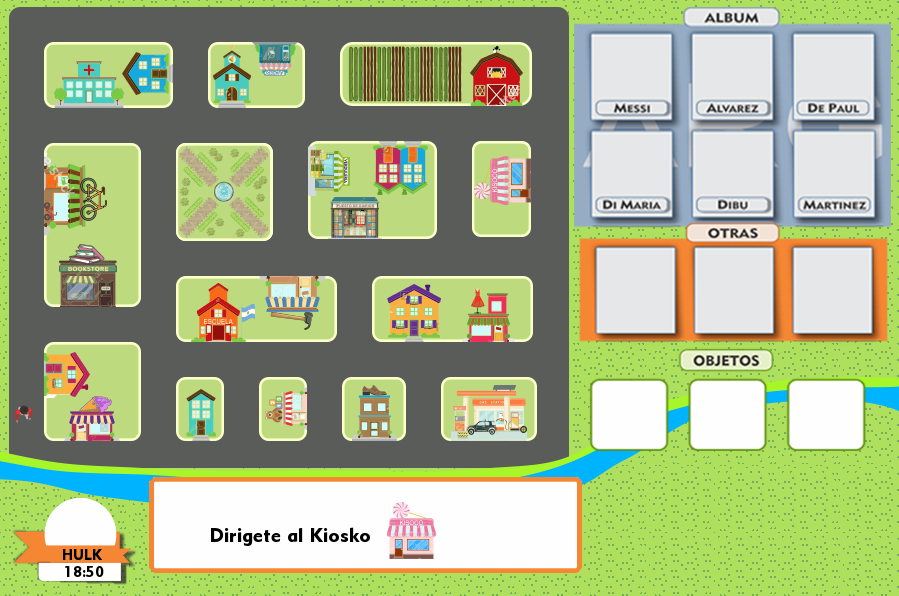 ALBUM
MESSI
ALVAREZ
DE PAUL
DI MARIA
DIBU
MARTINEZ
OTRAS
OBJETOS
BOOKSTORE
ESCUELA
Dirigete al Kiosko
KIOSCO
HULK
18:50